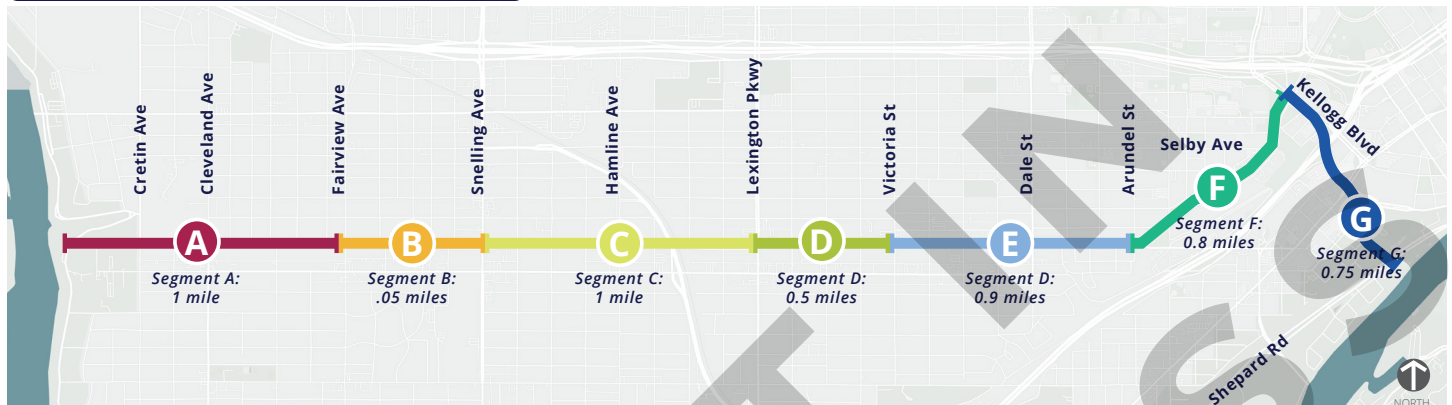 Cretin Ave
Cleveland Ave
Fairview Ave
Snelling Ave
Hamline Ave
Lexington Pkwy
Victoria St
Dale St
Arundel St
Selby Ave
Kellogg Blvd
A
B
C
D
E
F
G
Segment A:
1 mile
Segment B:
.05 miles
Segment C:
1 mile
Segment D:
0.5 miles
Segment D:
0.9 miles
Segment F:
0.8 miles
Segment G:
0.75 miles
Shepard Rd
NORTH